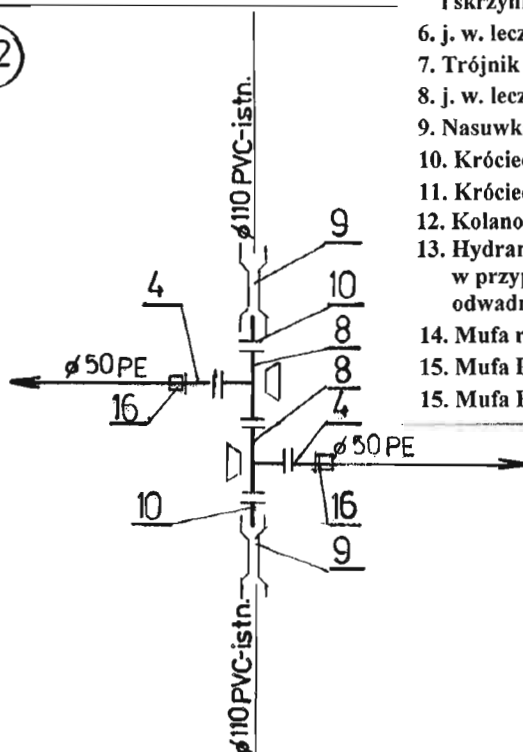 2
ø110 PVC-istn.
9
10
4
8
ø50PE
8
16
4
ø50PE
10
16
9
ø110PVC-istn.
i skrzyn
6. j. w. lecz
7. Trójnik
8. j. w. lecz
9. Nasuwk
10. Króciec
11. Króciec
12. Kolano
13. Hydran
w przyp
odwadn
14. Mufa r
15. Mufa
15. Mufa